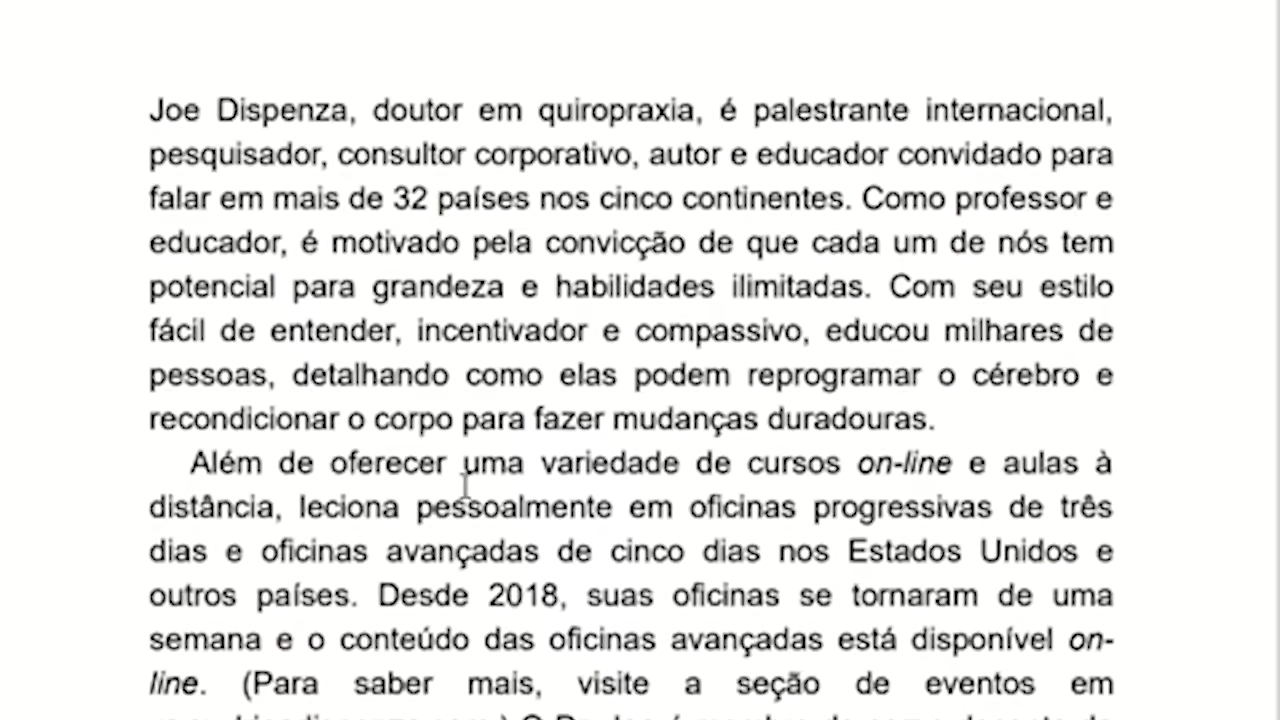 Joe Dispenza, doutor em quiropraxia, é palestrante internacional,
pesquisador, consultor corporativo, autor e educador convidado para
falar em mais de 32 países nos cinco continentes. Como professor e
educador, é motivado pela convicção de que cada um de nós tem
potencial para grandeza e habilidades ilimitadas. Com seu estilo
fácil de entender, incentivador e compassivo, educou milhares de
pessoas, detalhando como elas podem reprogramar o cérebro e
recondicionar o corpo para fazer mudanças duradouras.
Além de oferecer uma variedade de cursos on-line e aulas à
distância, leciona pessoalmente em oficinas progressivas de três
dias e oficinas avançadas de cinco dias nos Estados Unidos e
outros países. Desde 2018, suas oficinas se tornaram de uma
semana e o conteúdo das oficinas avançadas está disponível on-
line. (Para saber mais, visite a seção de eventos em